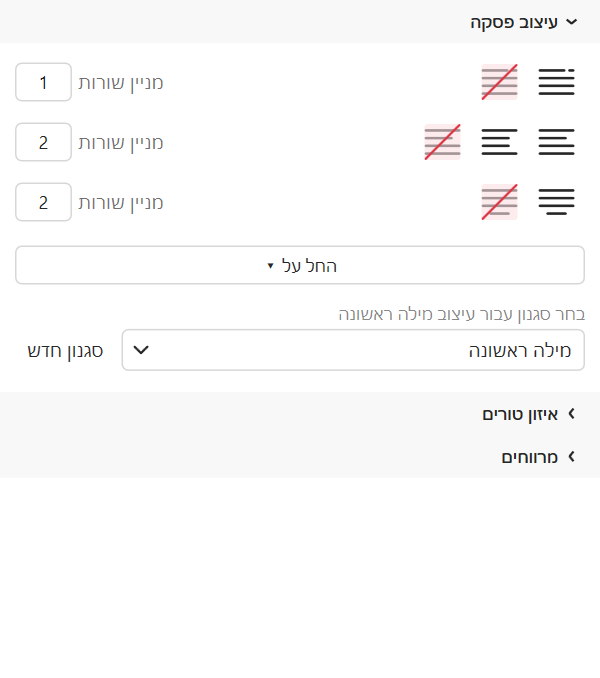 עיצוב פסקה
מניין שורות 1
מניין שורות 2
מניין שורות 2
החל על
בחר סגנון עבור עיצוב מילה ראשונה
מילה ראשונה סגנון חדש
איזון טורים
מרווחים